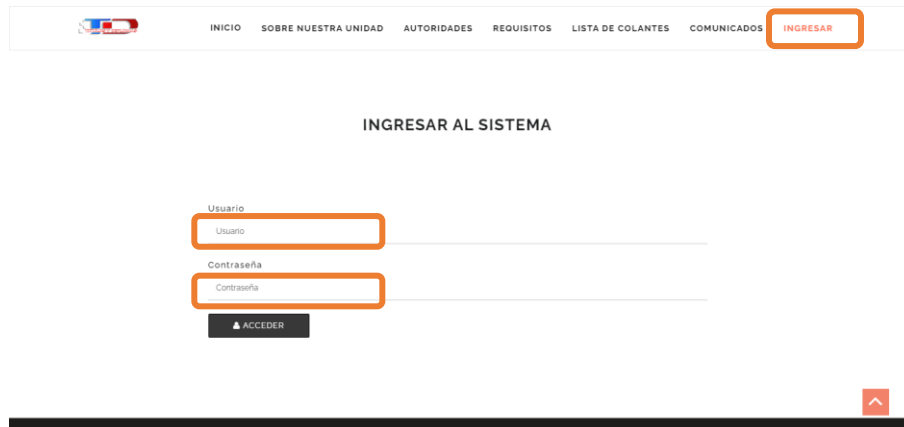 INICIO SOBRE NUESTRA UNIDAD AUTORIDADES REQUISITOS LISTA DE COLANTES COMUNICADOS INGRESAR
INGRESAR AL SISTEMA
Usuario
Usuario
Contraseña
Contraseña
ACCEDER